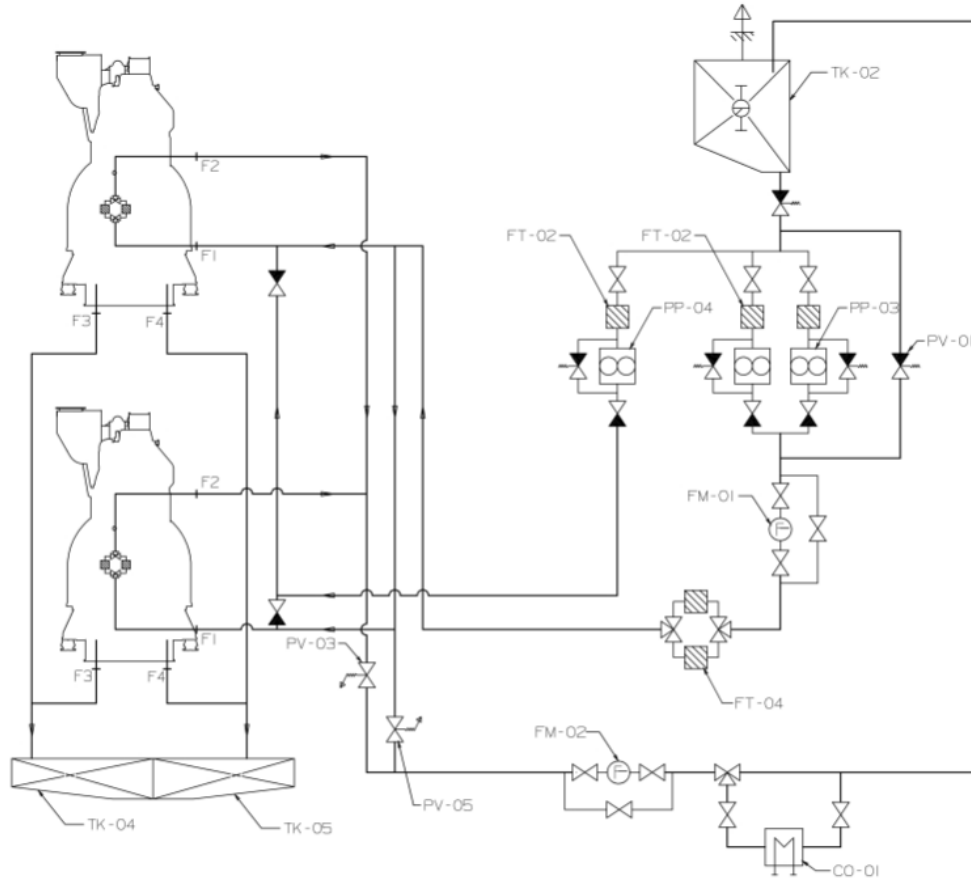 TK-02
F2
FT-02
FT-02
F1
PP-04
PP-03
PV-01
F3
F4
F2
FM-01
F1
PV-03
F3
F4
FT-04
FM-02
F
F
PV-05
TK-04
TK-05
CO-01